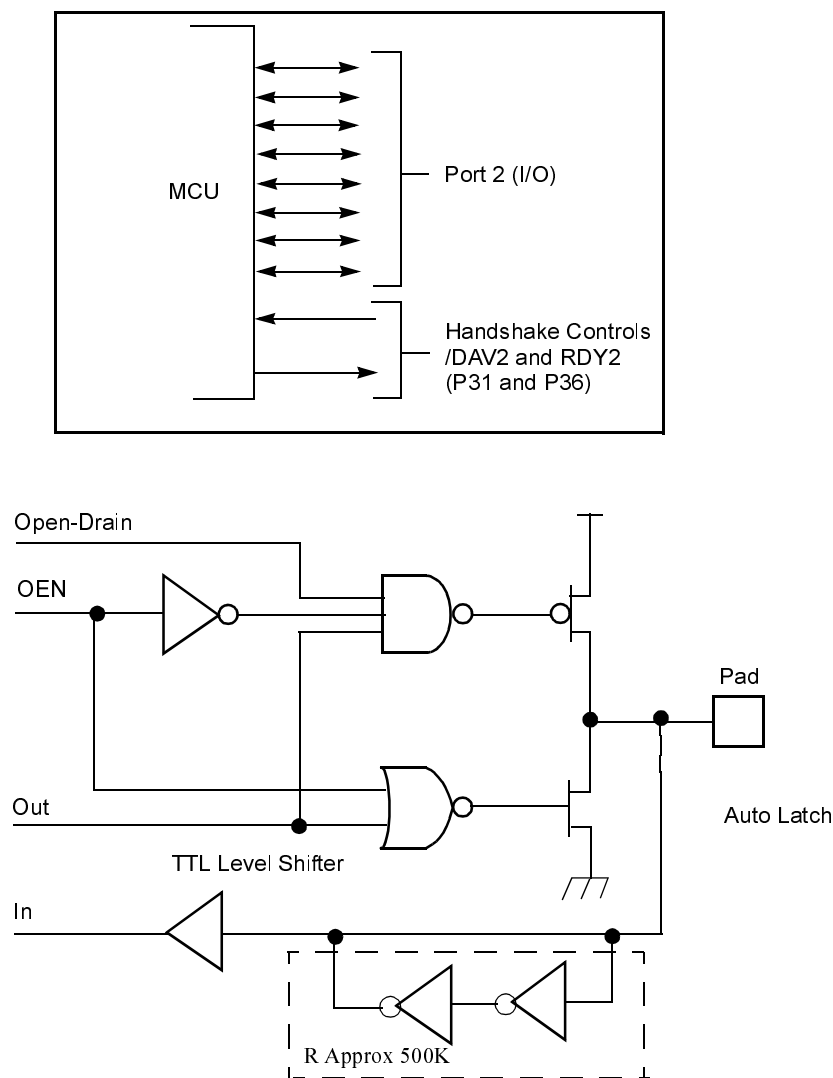 MCU
Port 2 (I/O)
Handshake Controls
/DAV2 and RDY2
(P31 and P36)
Open-Drain
OEN
Pad
Out
Auto Latch
TTL Level Shifter
In
R Approx 500K